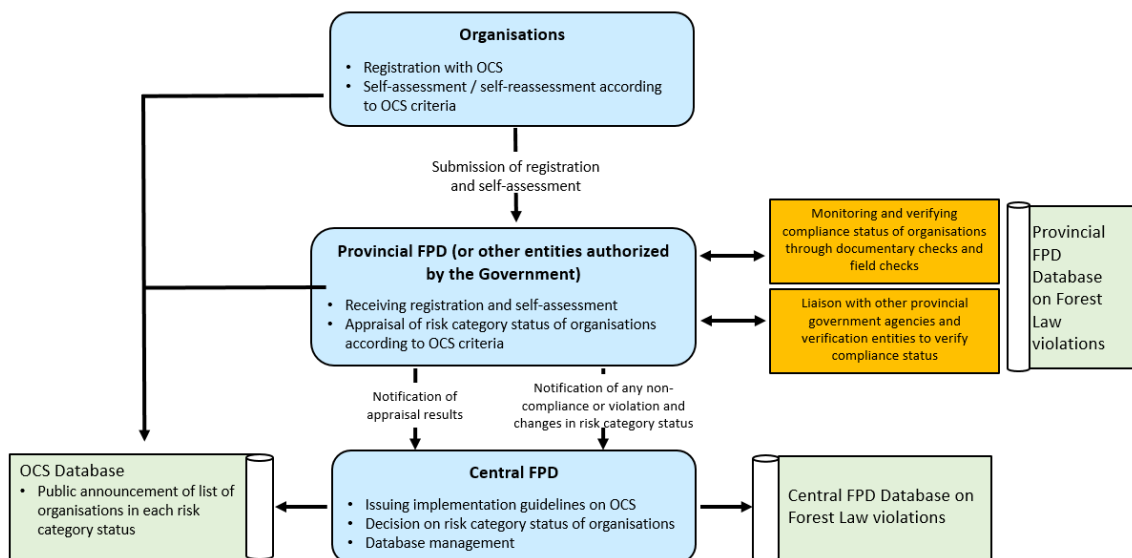 Organisations
• Registration with OCS
• Self-assessment / self-reassessment according
to OCS criteria
Submission of registration
and self-assessment
Provincial FPD (or other entities authorized
by the Government)
• Receiving registration and self-assessment
• Appraisal of risk category status of organisations
according to OCS criteria
Monitoring and verifying
compliance status of organisations
through documentary checks and
field checks
Liaison with other provincial
government agencies and
verification entities to verify
compliance status
Provincial
FPD
Database
on Forest
Law
violations
Notification of
appraisal results
Notification of any non-
compliance or violation and
changes in risk category status
OCS Database
• Public announcement of list of
organisations in each risk
category status
Central FPD
• Issuing implementation guidelines on OCS
• Decision on risk category status of organisations
• Database management
Central FPD Database on
Forest Law violations